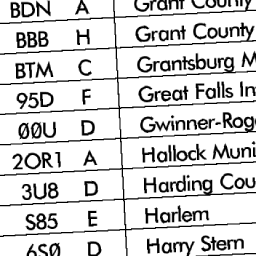 BDN A Grant County
BBB H Grant County
BTM C Grantsburg M
95D F Great Falls In
00U D Gwinner-Rog
2OR1 A Hallock Muni
3U8 D Harding Cou
S85 E Harlem
6S0 D Harry Stern